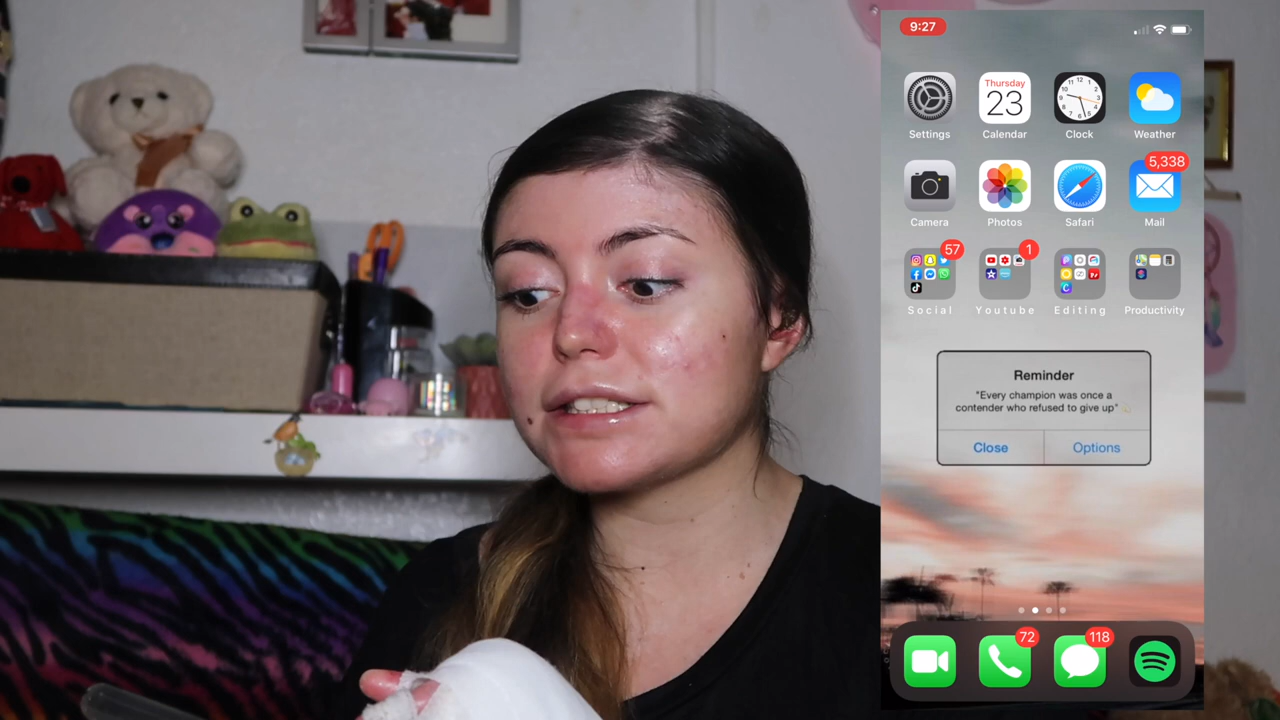 9:27
Thursday
23
Settings
Calendar
Clock
Weather
5,338
Camera
Photos
Safari
Mail
57
1
Social
Youtube
Editing
Productivity
Reminder
"Every champion was once a
contender who refused to give up"
Close
Options
72
118